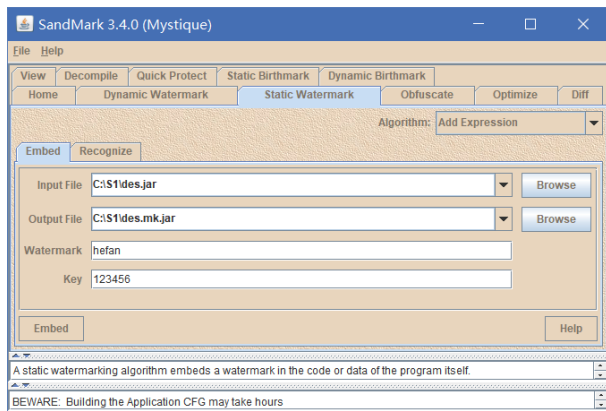 SandMark 3.4.0 (Mystique)
File Help
View Decompile Quick Protect Static Birthmark Dynamic Birthmark
Home Dynamic Watermark Static Watermark Obfuscate Optimize Diff
Algorithm: Add Expression
Embed Recognize
Input File C:\S1\des.jar Browse
Output File C:\S1\des.mk.jar Browse
Watermark hefan
Key 123456
Embed Help
A static watermarking algorithm embeds a watermark in the code or data of the program itself.
BEWARE: Building the Application CFG may take hours